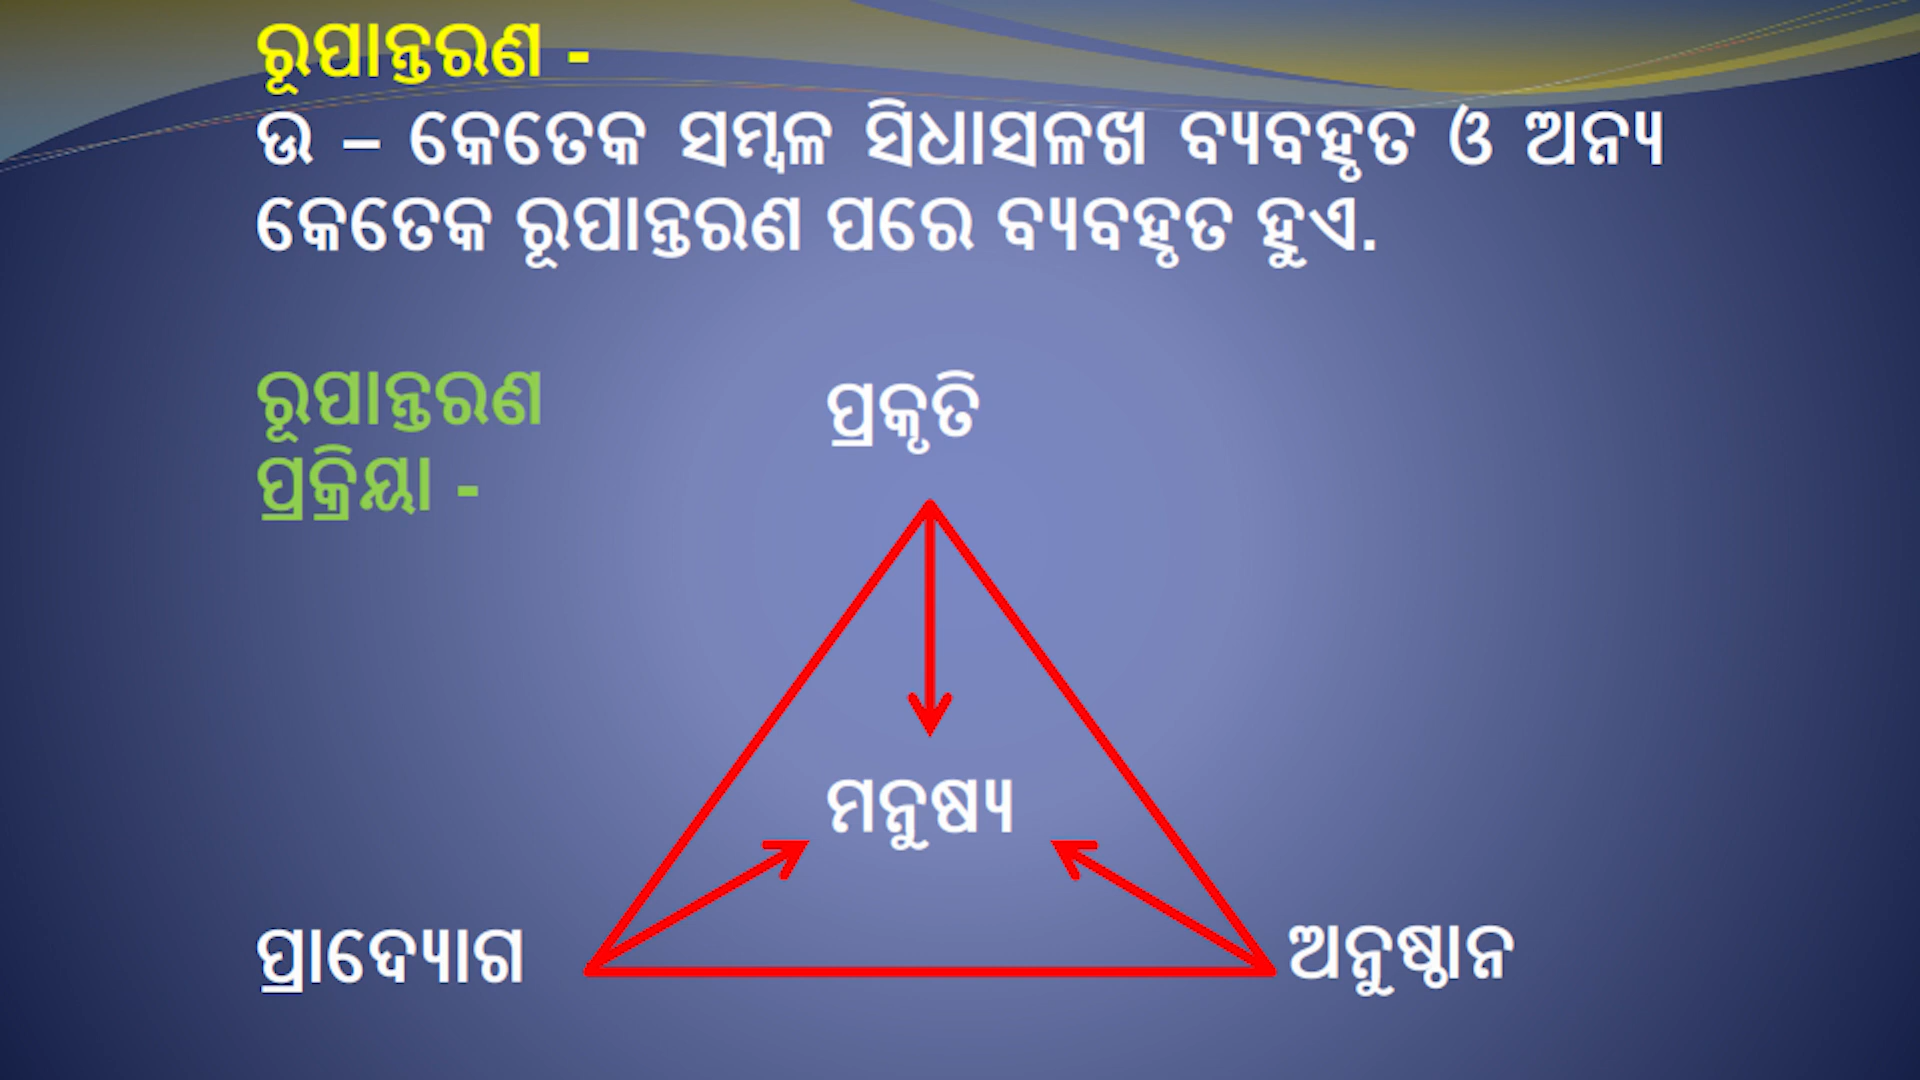 ରୂପାନ୍ତରଣ -
ଉ – କେତେକ ସମ୍ବଳ ସିଧାସଳଖ ବ୍ୟବହୃତ ଓ ଅନ୍ୟ
କେତେକ ରୂପାନ୍ତରଣ ପରେ ବ୍ୟବହୃତ ହୁଏ.
ରୂପାନ୍ତରଣ
ପ୍ରକ୍ରିୟା -
ପ୍ରକୃତି
ମନୁଷ୍ୟ
ପ୍ରାଦ୍ୟୋଗ
ଅନୁଷ୍ଠାନ